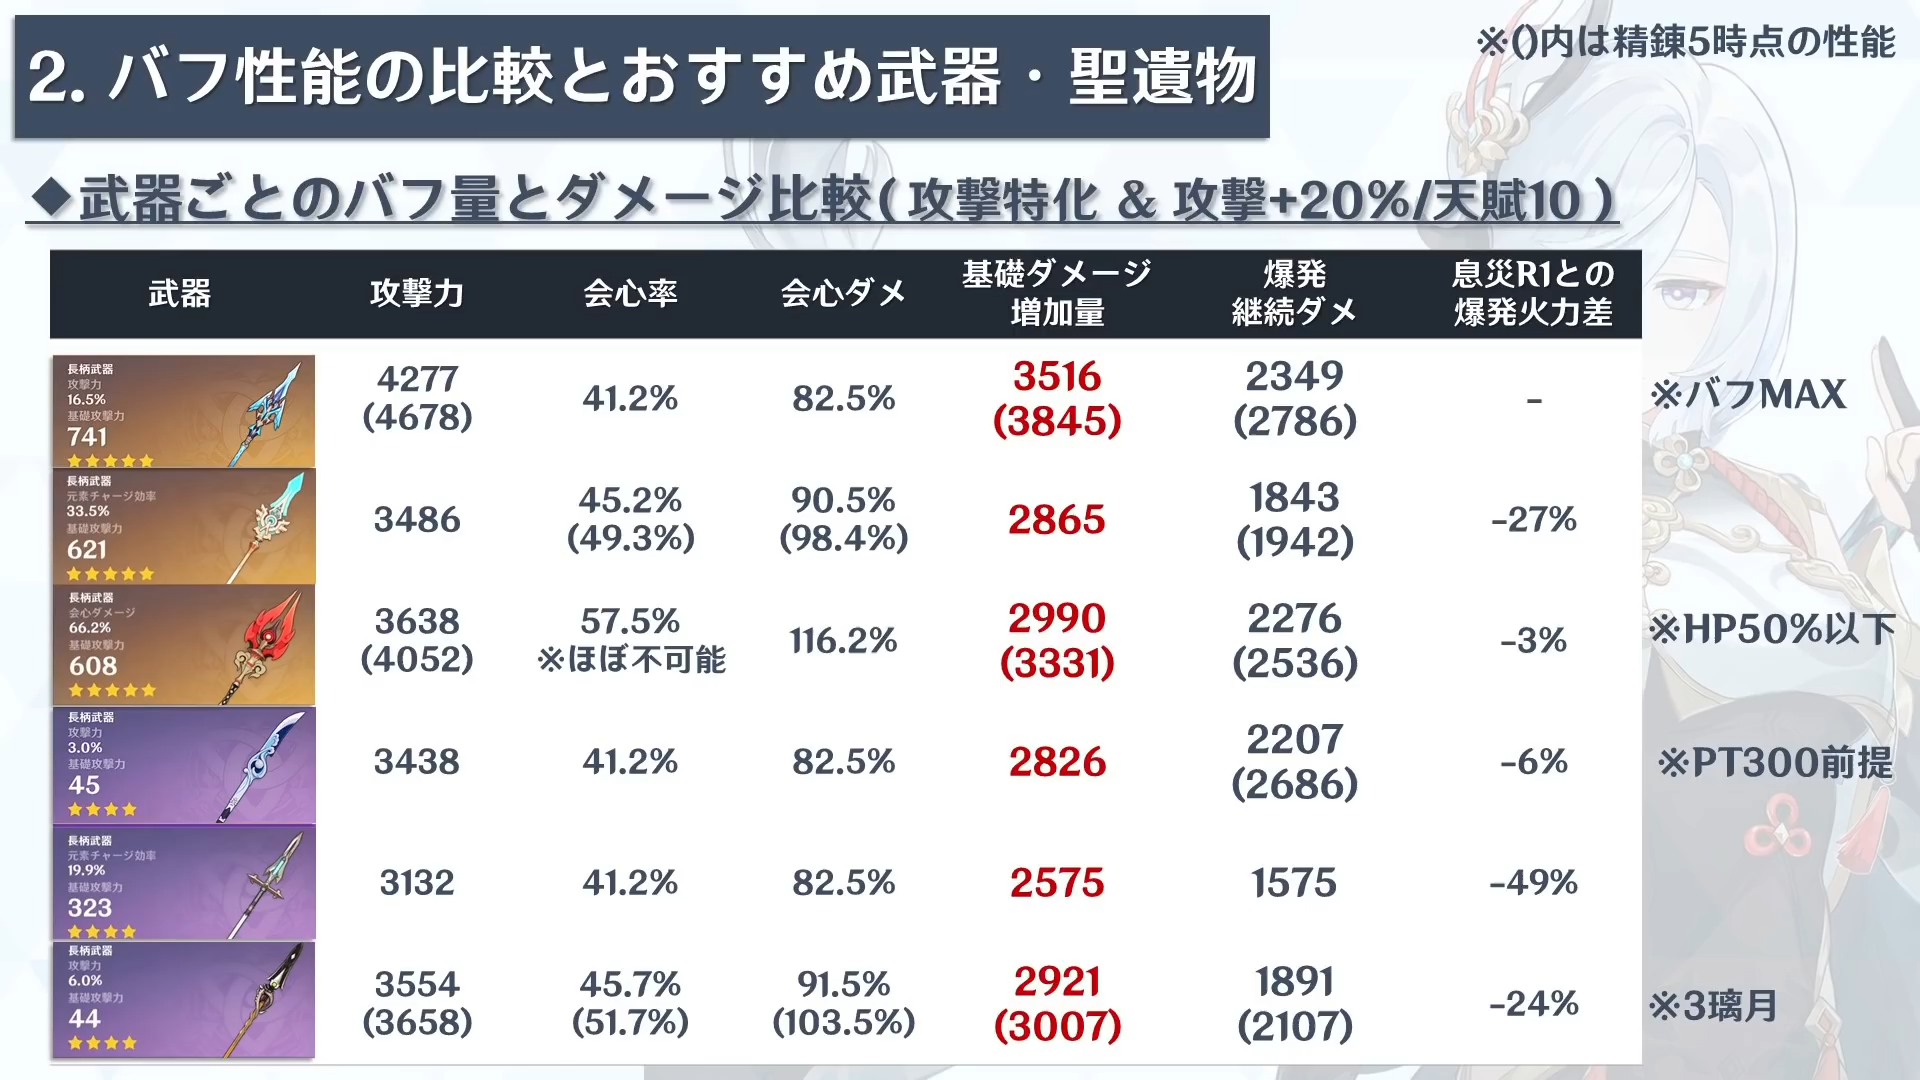 ※()内は精錬5時点の性能
2. バフ性能の比較とおすすめ武器・聖遺物
◆武器ごとのバフ量とダメージ比較( 攻撃特化 & 攻撃+20%/天賦10 )
武器 攻撃力 会心率 会心ダメ 基礎ダメージ 爆発 息災R1との
増加量 継続ダメ 爆発火力差
長柄武器
攻撃力
16.5%
基礎攻撃力
741
★★★★★
4277 41.2% 82.5% 3516 2349 -
(4678) (3845) (2786)
※バフMAX
長柄武器
元素チャージ効率
33.5%
基礎攻撃力
621
★★★★★
3486 45.2% 90.5% 2865 1843 -27%
(49.3%) (98.4%) (1942)
長柄武器
会心ダメージ
66.2%
基礎攻撃力
608
★★★★★
3638 57.5% 116.2% 2990 2276 -3%
(4052) ※ほぼ不可能 (3331) (2536)
※HP50%以下
長柄武器
攻撃力
3.0%
基礎攻撃力
45
★★★★
3438 41.2% 82.5% 2826 2207 -6%
(2686)
※PT300前提
長柄武器
元素チャージ効率
19.9%
基礎攻撃力
323
★★★★
3132 41.2% 82.5% 2575 1575 -49%
長柄武器
攻撃力
6.0%
基礎攻撃力
44
★★★★
3554 45.7% 91.5% 2921 1891 -24%
(3658) (51.7%) (103.5%) (3007) (2107)
※3璃月